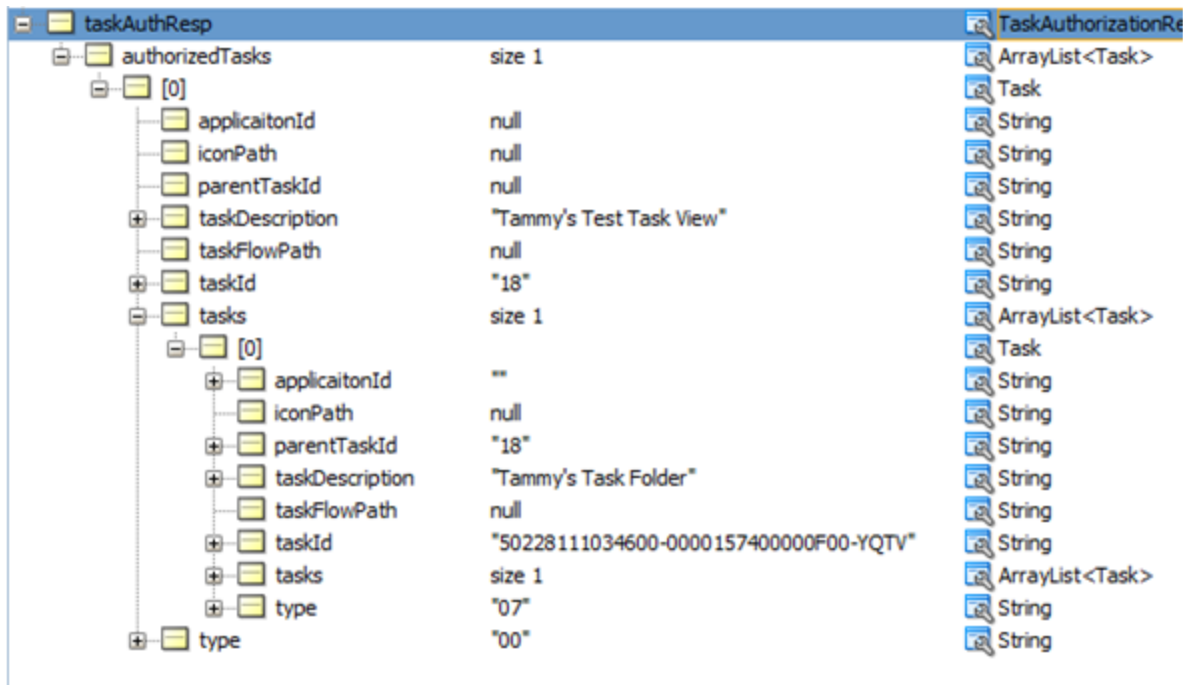 taskAuthResp TaskAuthorizationRe
authorizedTasks size 1 ArrayList<Task>
[0] Task
applicaitonId null String
iconPath null String
parentTaskId null String
taskDescription "Tammy's Test Task View" String
taskFlowPath null String
taskId "18" String
tasks size 1 ArrayList<Task>
[0] Task
applicaitonId "" String
iconPath null String
parentTaskId "18" String
taskDescription "Tammy's Task Folder" String
taskFlowPath null String
taskId "50228111034600-0000157400000F00-YQTV" String
tasks size 1 ArrayList<Task>
type "07" String
type "00" String